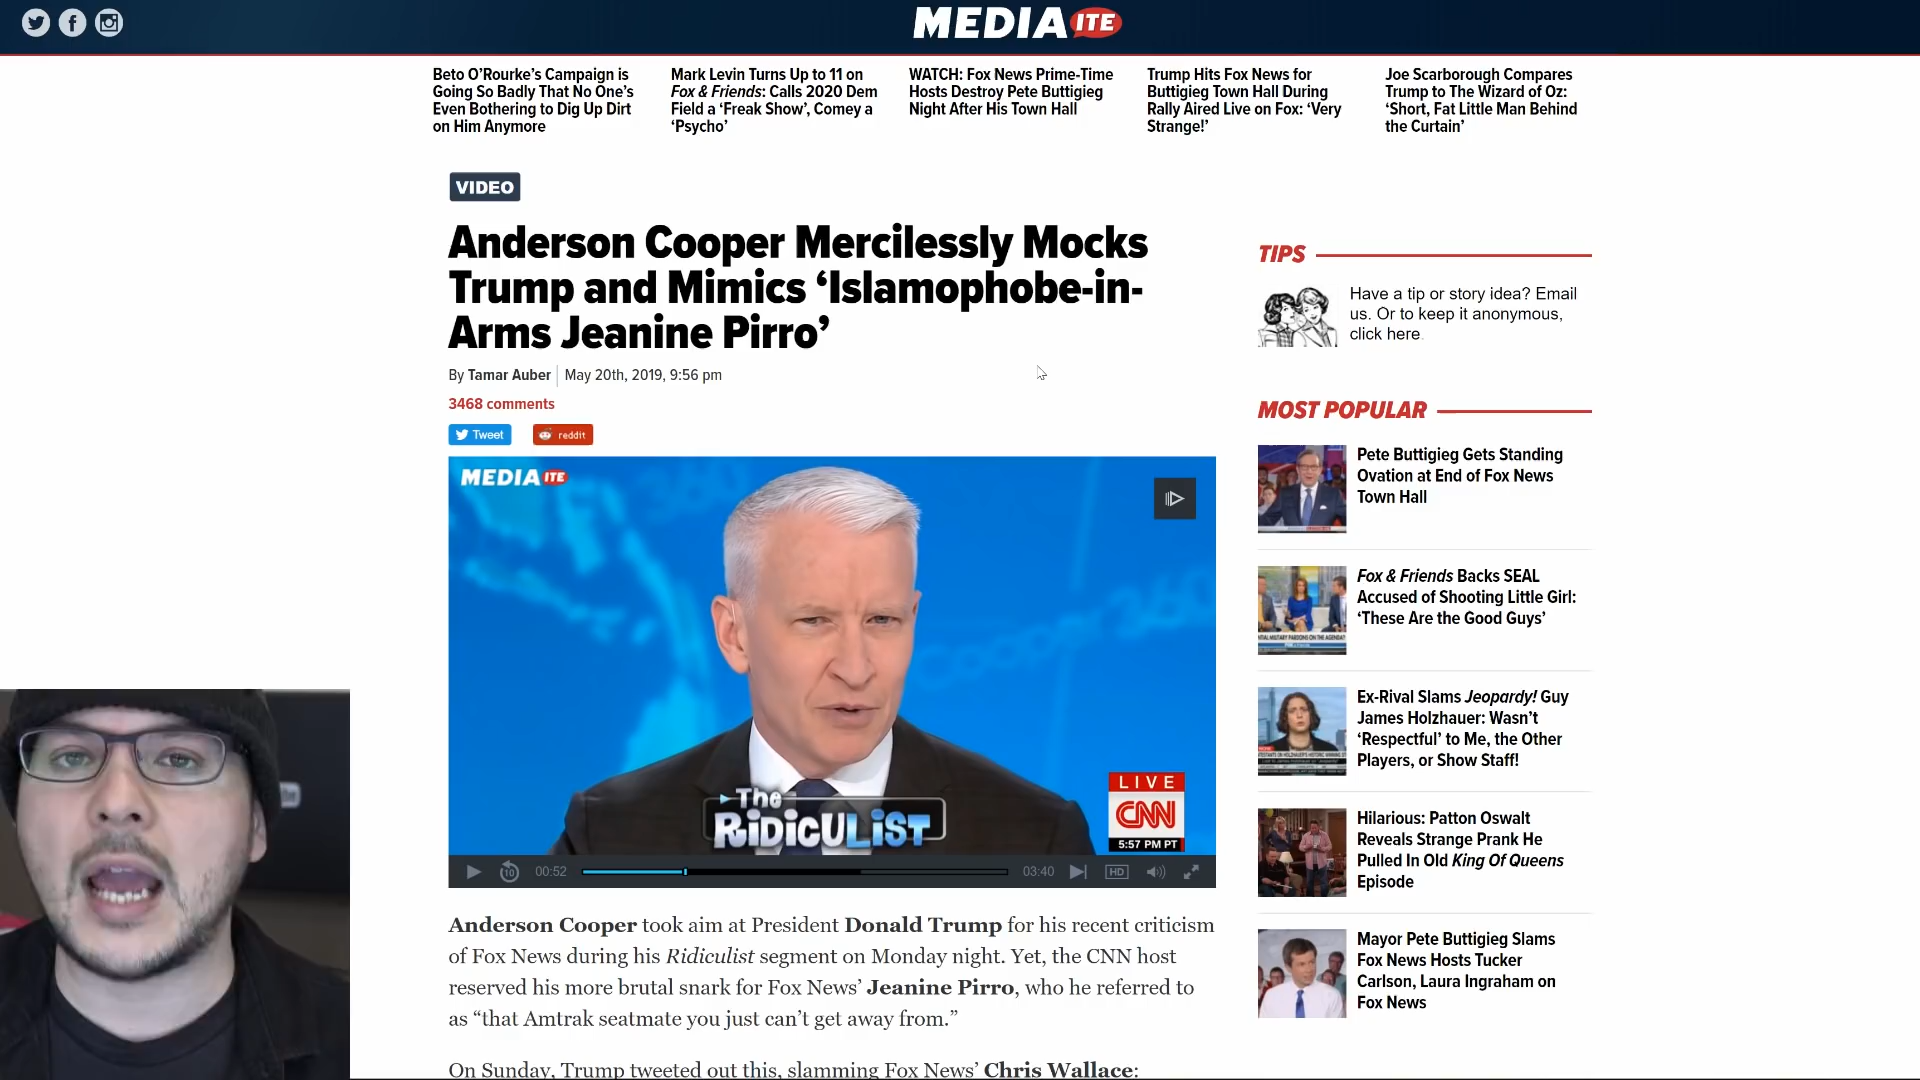 MEDIAITE
Beto O’Rourke’s Campaign is
Going So Badly That No One’s
Even Bothering to Dig Up Dirt
on Him Anymore
Mark Levin Turns Up to 11 on
Fox & Friends: Calls 2020 Dem
Field a ‘Freak Show’, Comey a
‘Psycho’
WATCH: Fox News Prime-Time
Hosts Destroy Pete Buttigieg
Night After His Town Hall
Trump Hits Fox News for
Buttigieg Town Hall During
Rally Aired Live on Fox: ‘Very
Strange!’
Joe Scarborough Compares
Trump to The Wizard of Oz:
‘Short, Fat Little Man Behind
the Curtain’
VIDEO
Anderson Cooper Mercilessly Mocks
Trump and Mimics ‘Islamophobe-in-
Arms Jeanine Pirro’
By Tamar Auber | May 20th, 2019, 9:56 pm
3468 comments
Tweet
reddit
MEDIAITE
360
Cooper 360
The
RidicULiST
LIVE
CNN
5:57 PM PT
10
00:52
03:40
HD
Anderson Cooper took aim at President Donald Trump for his recent criticism
of Fox News during his Ridiculist segment on Monday night. Yet, the CNN host
reserved his more brutal snark for Fox News’ Jeanine Pirro, who he referred to
as “that Amtrak seatmate you just can’t get away from.”
On Sunday, Trump tweeted out this, slamming Fox News’ Chris Wallace:
TIPS
Have a tip or story idea? Email
us. Or to keep it anonymous,
click here
MOST POPULAR
Pete Buttigieg Gets Standing
Ovation at End of Fox News
Town Hall
Fox & Friends Backs SEAL
Accused of Shooting Little Girl:
‘These Are the Good Guys’
Ex-Rival Slams Jeopardy! Guy
James Holzhauer: Wasn’t
‘Respectful’ to Me, the Other
Players, or Show Staff!
Hilarious: Patton Oswalt
Reveals Strange Prank He
Pulled In Old King Of Queens
Episode
Mayor Pete Buttigieg Slams
Fox News Hosts Tucker
Carlson, Laura Ingraham on
Fox News